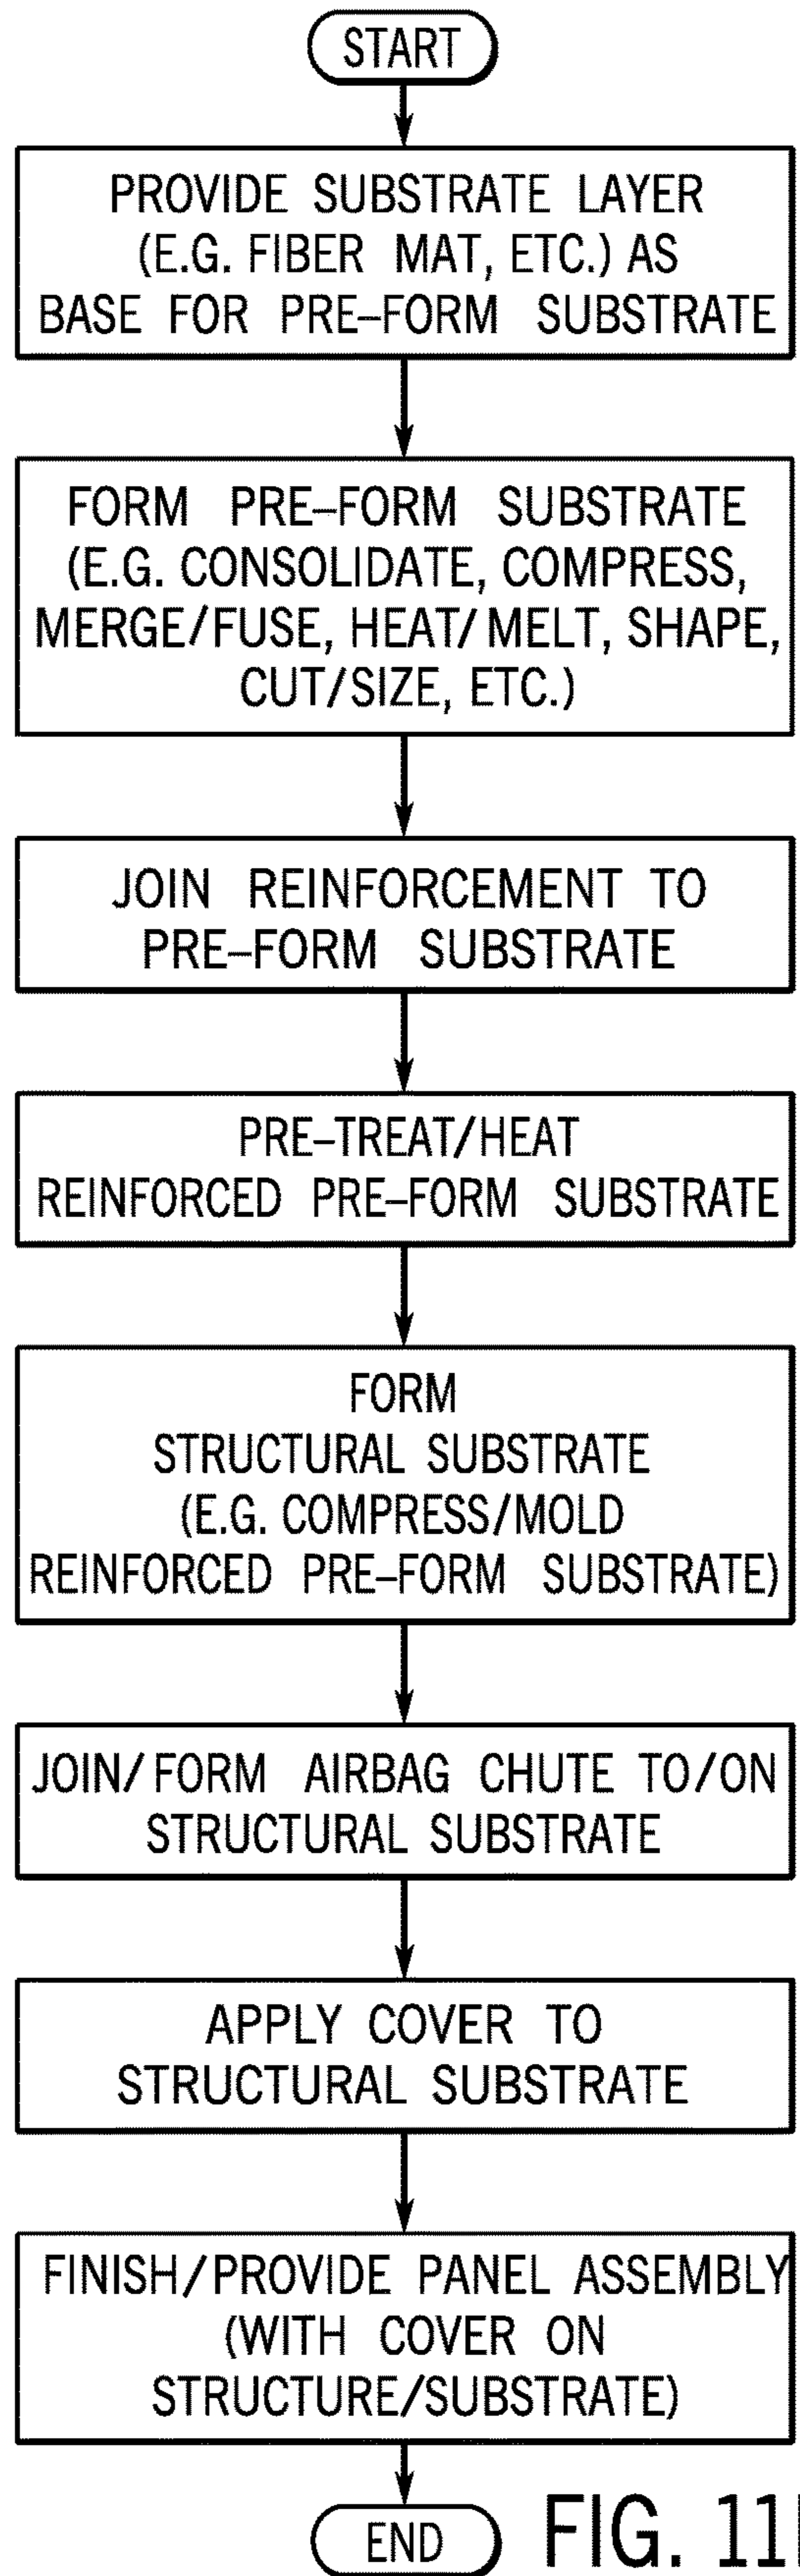 START
PROVIDE SUBSTRATE LAYER
(E.G. FIBER MAT, ETC.) AS
BASE FOR PRE–FORM SUBSTRATE
FORM PRE–FORM SUBSTRATE
(E.G. CONSOLIDATE, COMPRESS,
MERGE/FUSE, HEAT/MELT, SHAPE,
CUT/SIZE, ETC.)
JOIN REINFORCEMENT TO
PRE–FORM SUBSTRATE
PRE–TREAT/HEAT
REINFORCED PRE–FORM SUBSTRATE
FORM
STRUCTURAL SUBSTRATE
(E.G. COMPRESS/MOLD
REINFORCED PRE–FORM SUBSTRATE)
JOIN/FORM AIRBAG CHUTE TO/ON
STRUCTURAL SUBSTRATE
APPLY COVER TO
STRUCTURAL SUBSTRATE
FINISH/PROVIDE PANEL ASSEMBLY
(WITH COVER ON
STRUCTURE/SUBSTRATE)
END
FIG.